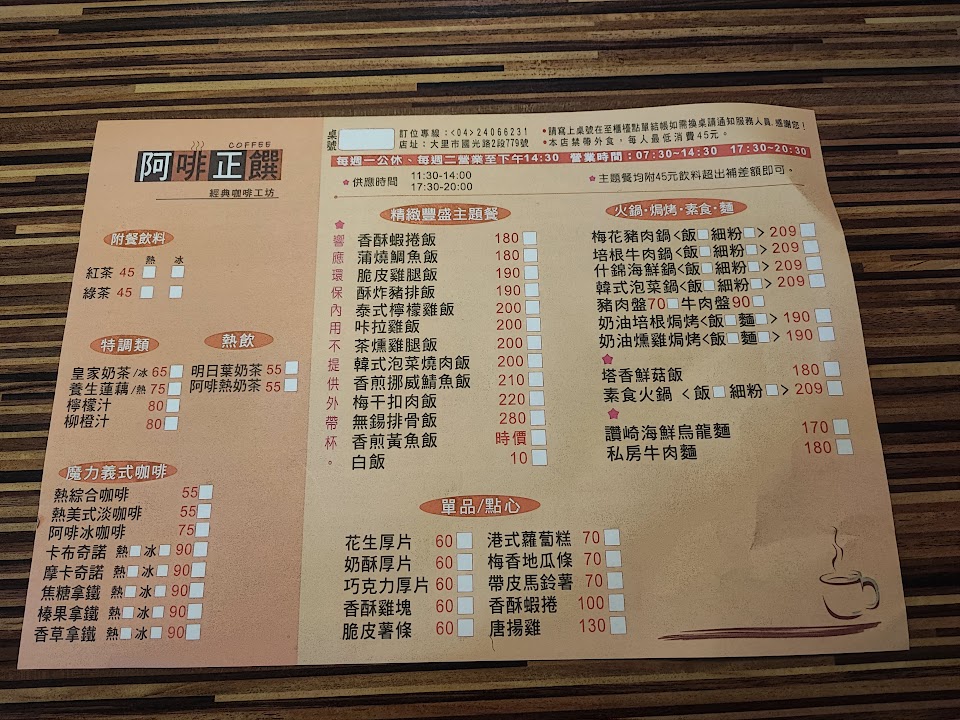 COFFEE
阿啡正饌
經典咖啡工坊
附餐飲料
熱 冰
紅茶 45
綠茶 45
特調類
皇家奶茶/冰 65
養生蓮藕/熱 75
檸檬汁 80
柳橙汁 80
熱飲
明日葉奶茶 55
阿啡熱奶茶 55
魔力義式咖啡
熱綜合咖啡 55
熱美式淡咖啡 55
阿啡冰咖啡 75
卡布奇諾 熱 冰 90
摩卡奇諾 熱 冰 90
焦糖拿鐵 熱 冰 90
榛果拿鐵 熱 冰 90
香草拿鐵 熱 冰 90
桌號
訂位專線：<04>24066231
店址：大里市國光路2段779號
•請寫上桌號在至櫃檯點單結帳如需換桌請通知服務人員.感謝您！
•本店禁帶外食，每人最低消費45元。
每週一公休、每週二營業至下午14:30 營業時間：07:30~14:30 17:30~20:30
供應時間 11:30-14:00
17:30-20:00
主題餐均附45元飲料超出補差額即可。
響應環保內用不提供外帶杯。
精緻豐盛主題餐
香酥蝦捲飯 180
蒲燒鯛魚飯 180
脆皮雞腿飯 190
酥炸豬排飯 190
泰式檸檬雞飯 200
咔拉雞飯 200
茶燻雞腿飯 200
韓式泡菜燒肉飯 200
香煎挪威鯖魚飯 210
梅干扣肉飯 220
無錫排骨飯 280
香煎黃魚飯 時價
白飯 10
火鍋·焗烤·素食·麵
梅花豬肉鍋<飯 細粉 > 209
培根牛肉鍋<飯 細粉 > 209
什錦海鮮鍋<飯 細粉 > 209
韓式泡菜鍋<飯 細粉 > 209
豬肉盤70 牛肉盤90
奶油培根焗烤<飯 麵 > 190
奶油燻雞焗烤<飯 麵 > 190
塔香鮮菇飯 180
素食火鍋 <飯 細粉 > 209
讚崎海鮮烏龍麵 170
私房牛肉麵 180
單品/點心
花生厚片 60
奶酥厚片 60
巧克力厚片 60
香酥雞塊 60
脆皮薯條 60
港式蘿蔔糕 70
梅香地瓜條 70
帶皮馬鈴薯 70
香酥蝦捲 100
唐揚雞 130